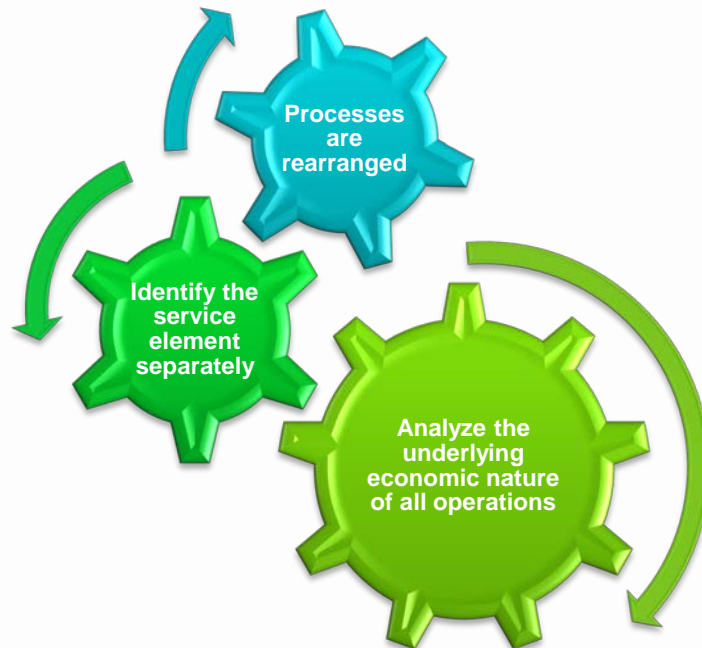 Processes
are
rearranged
Identify the
service
element
separately
Analyze the
underlying
economic nature
of all operations